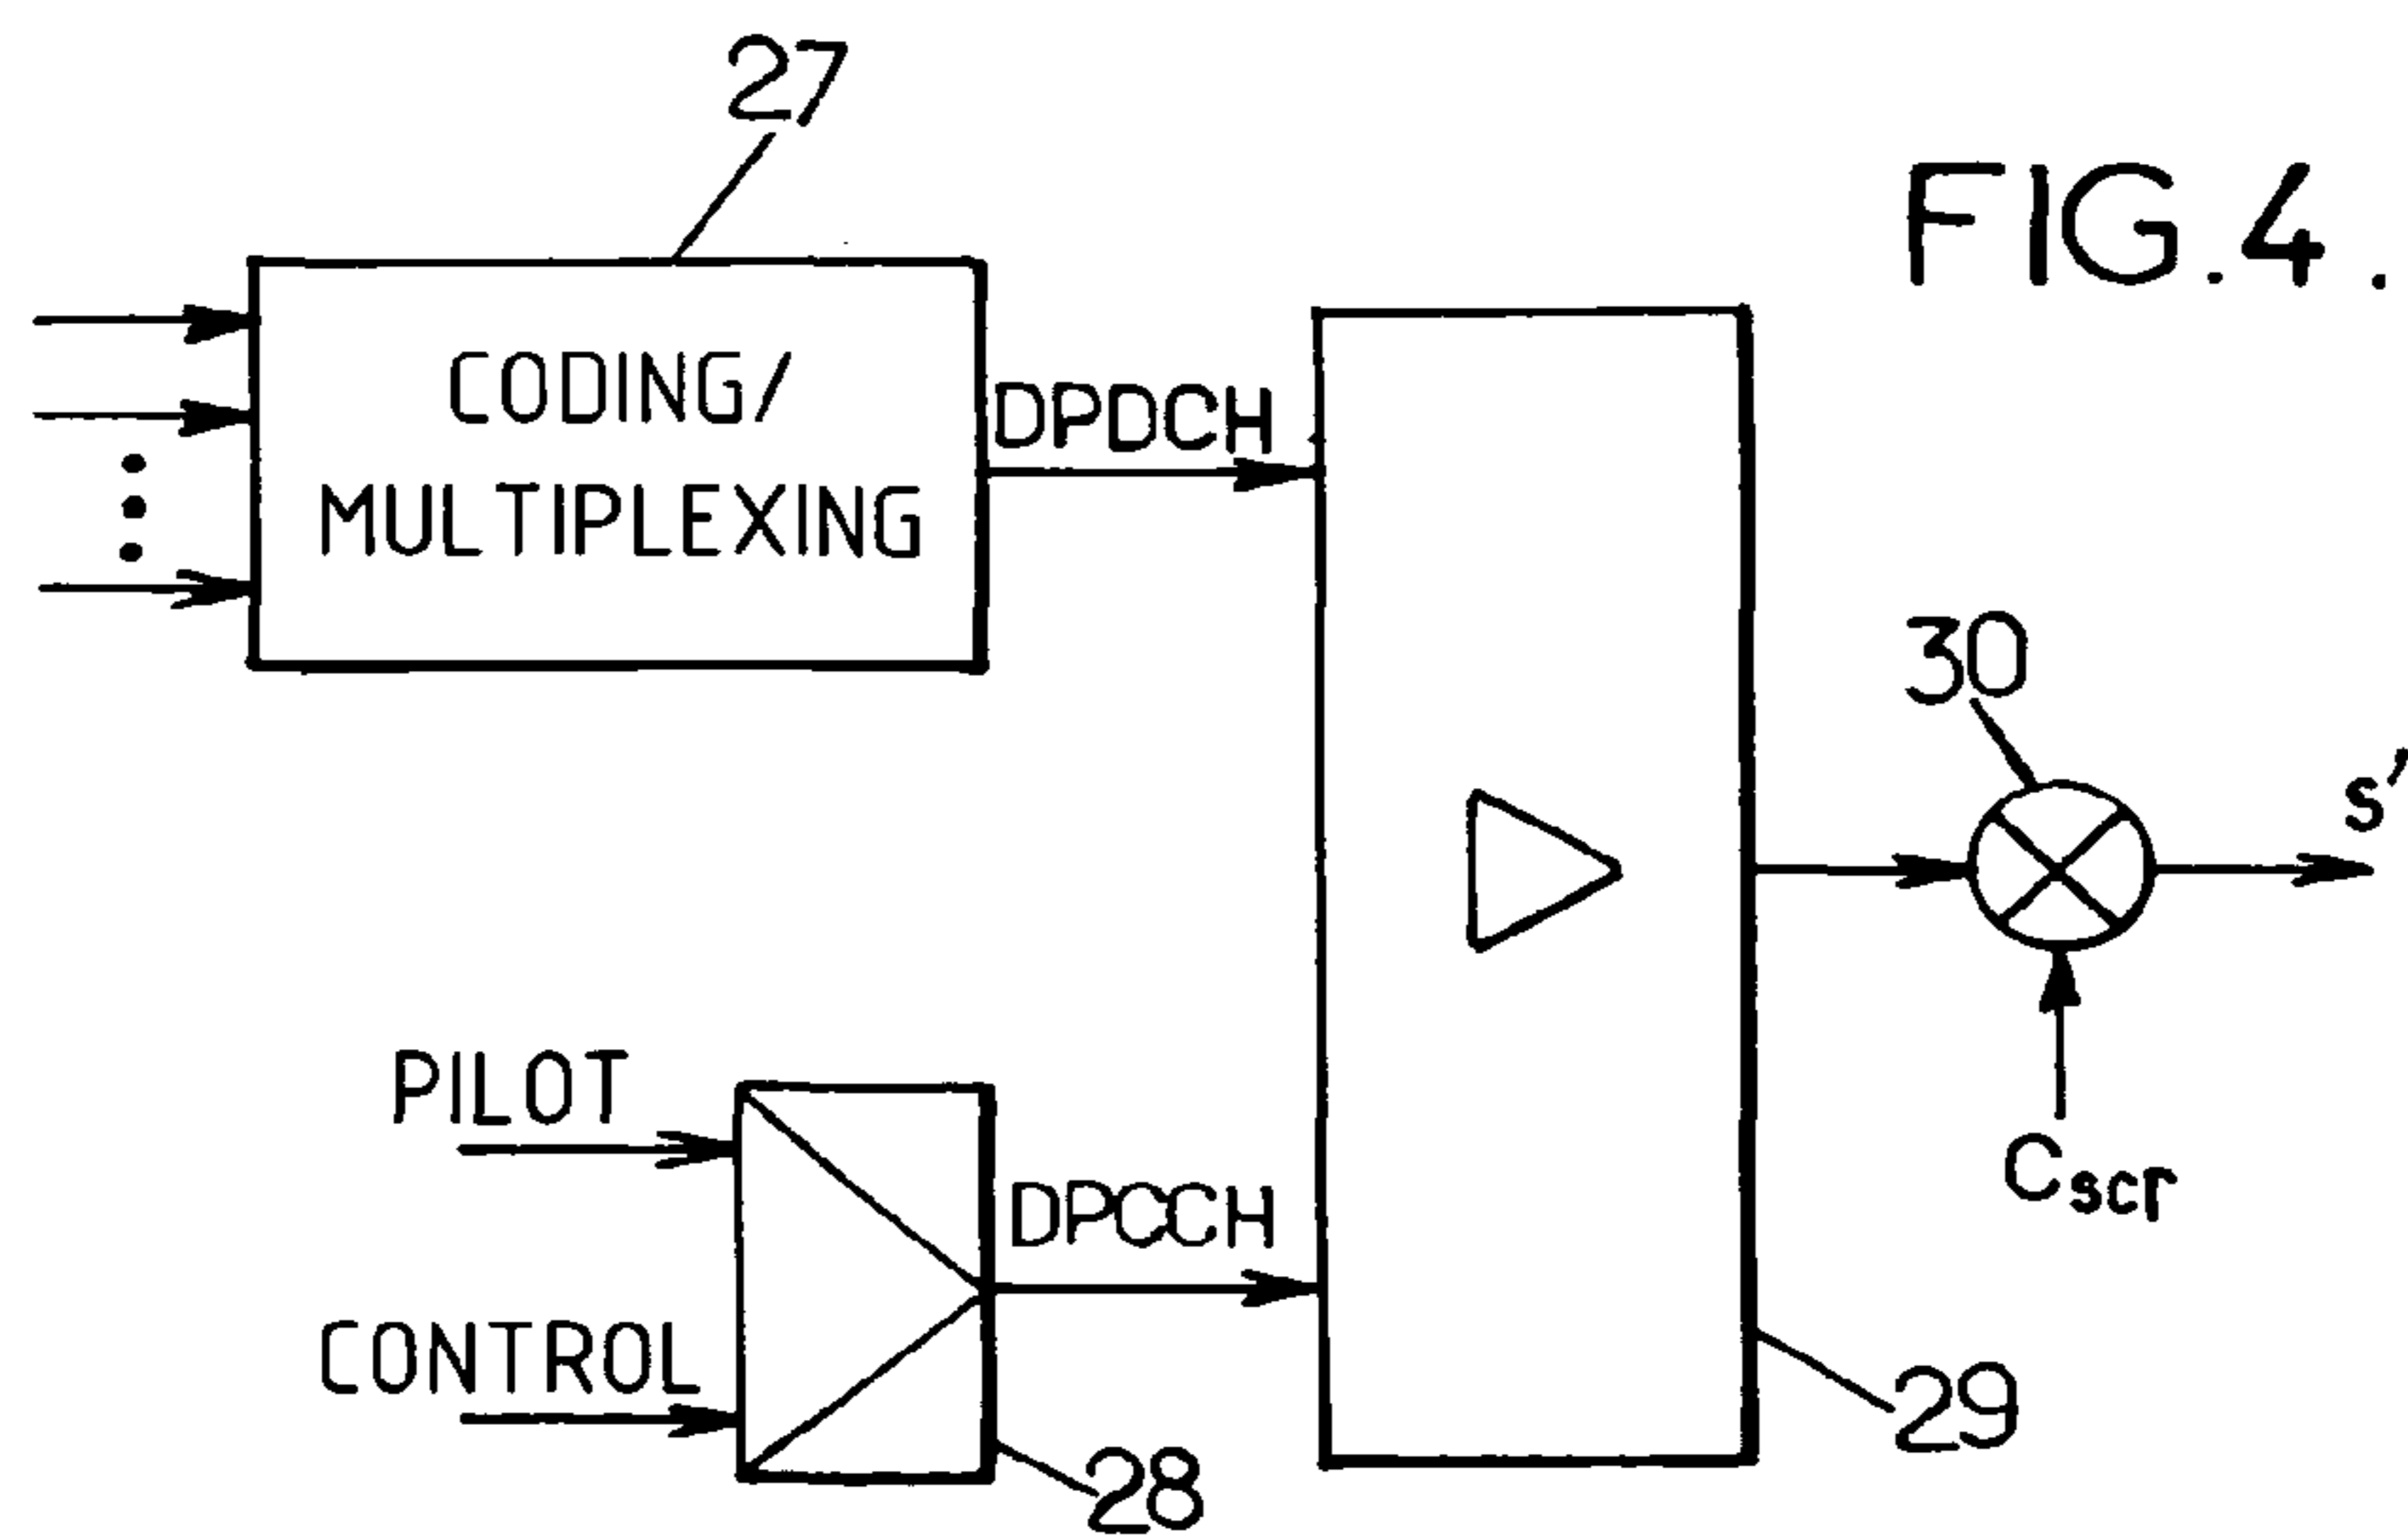 27
FIG.4.
CODING/
MULTIPLEXING
DPDCH
30
s'
PILOT
Cscr
DPCCH
CONTROL
29
28